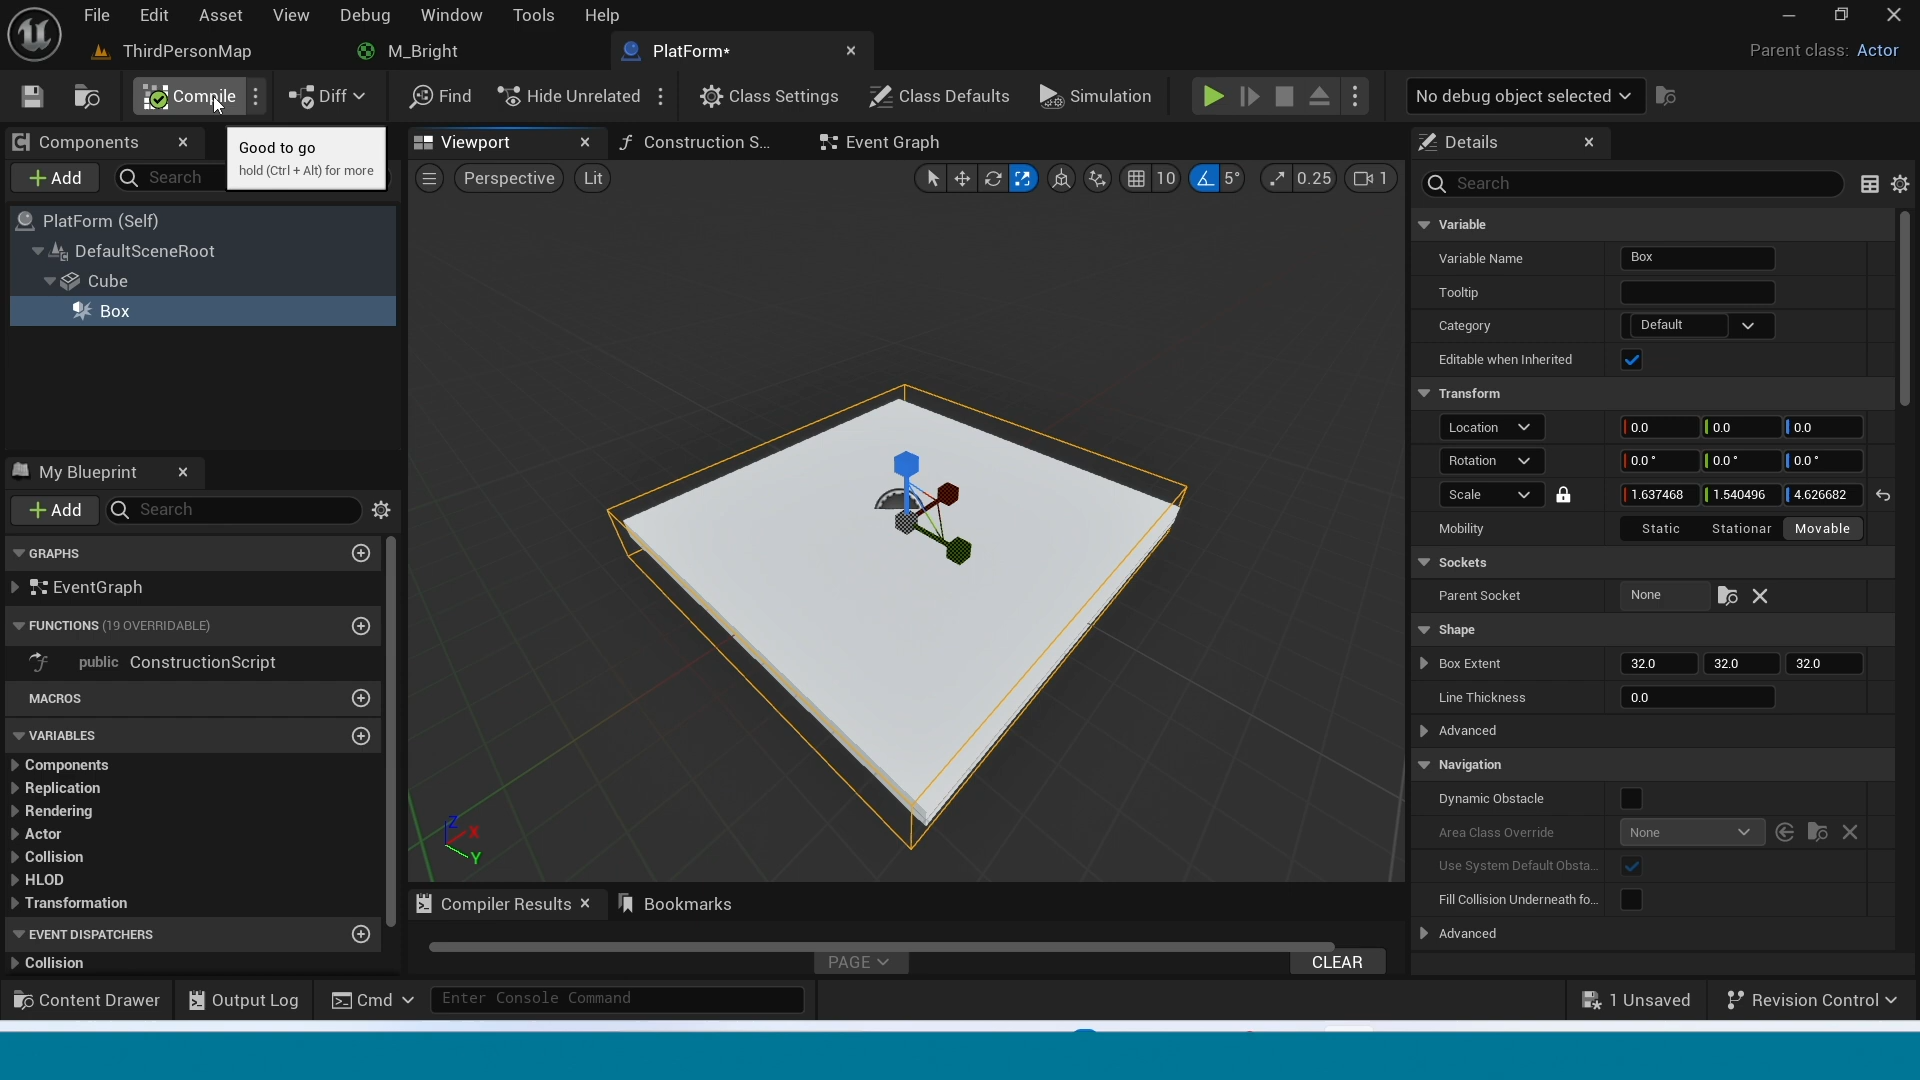 File Edit Asset View Debug Window Tools Help
ThirdPersonMap M_Bright PlatForm* Parent class: Actor
Compile Diff Find Hide Unrelated Class Settings Class Defaults Simulation No debug object selected
Components Viewport Construction S... Event Graph Details
Good to go
hold (Ctrl + Alt) for more
Add Search Perspective Lit 10 5° 0.25 1 Search
PlatForm (Self)
DefaultSceneRoot
Cube
Box
My Blueprint
Add Search
GRAPHS
EventGraph
FUNCTIONS (19 OVERRIDABLE)
public ConstructionScript
MACROS
VARIABLES
Components
Replication
Rendering
Actor
Collision
HLOD
Transformation
EVENT DISPATCHERS
Collision
Z X
Y
Compiler Results Bookmarks
PAGE CLEAR
Variable
Variable Name Box
Tooltip
Category Default
Editable when Inherited
Transform
Location 0.0 0.0 0.0
Rotation 0.0 ° 0.0 ° 0.0 °
Scale 1.637468 1.540496 4.626682
Mobility Static Stationar Movable
Sockets
Parent Socket None
Shape
Box Extent 32.0 32.0 32.0
Line Thickness 0.0
Advanced
Navigation
Dynamic Obstacle
Area Class Override None
Use System Default Obsta...
Fill Collision Underneath fo...
Advanced
Content Drawer Output Log Cmd Enter Console Command 1 Unsaved Revision Control